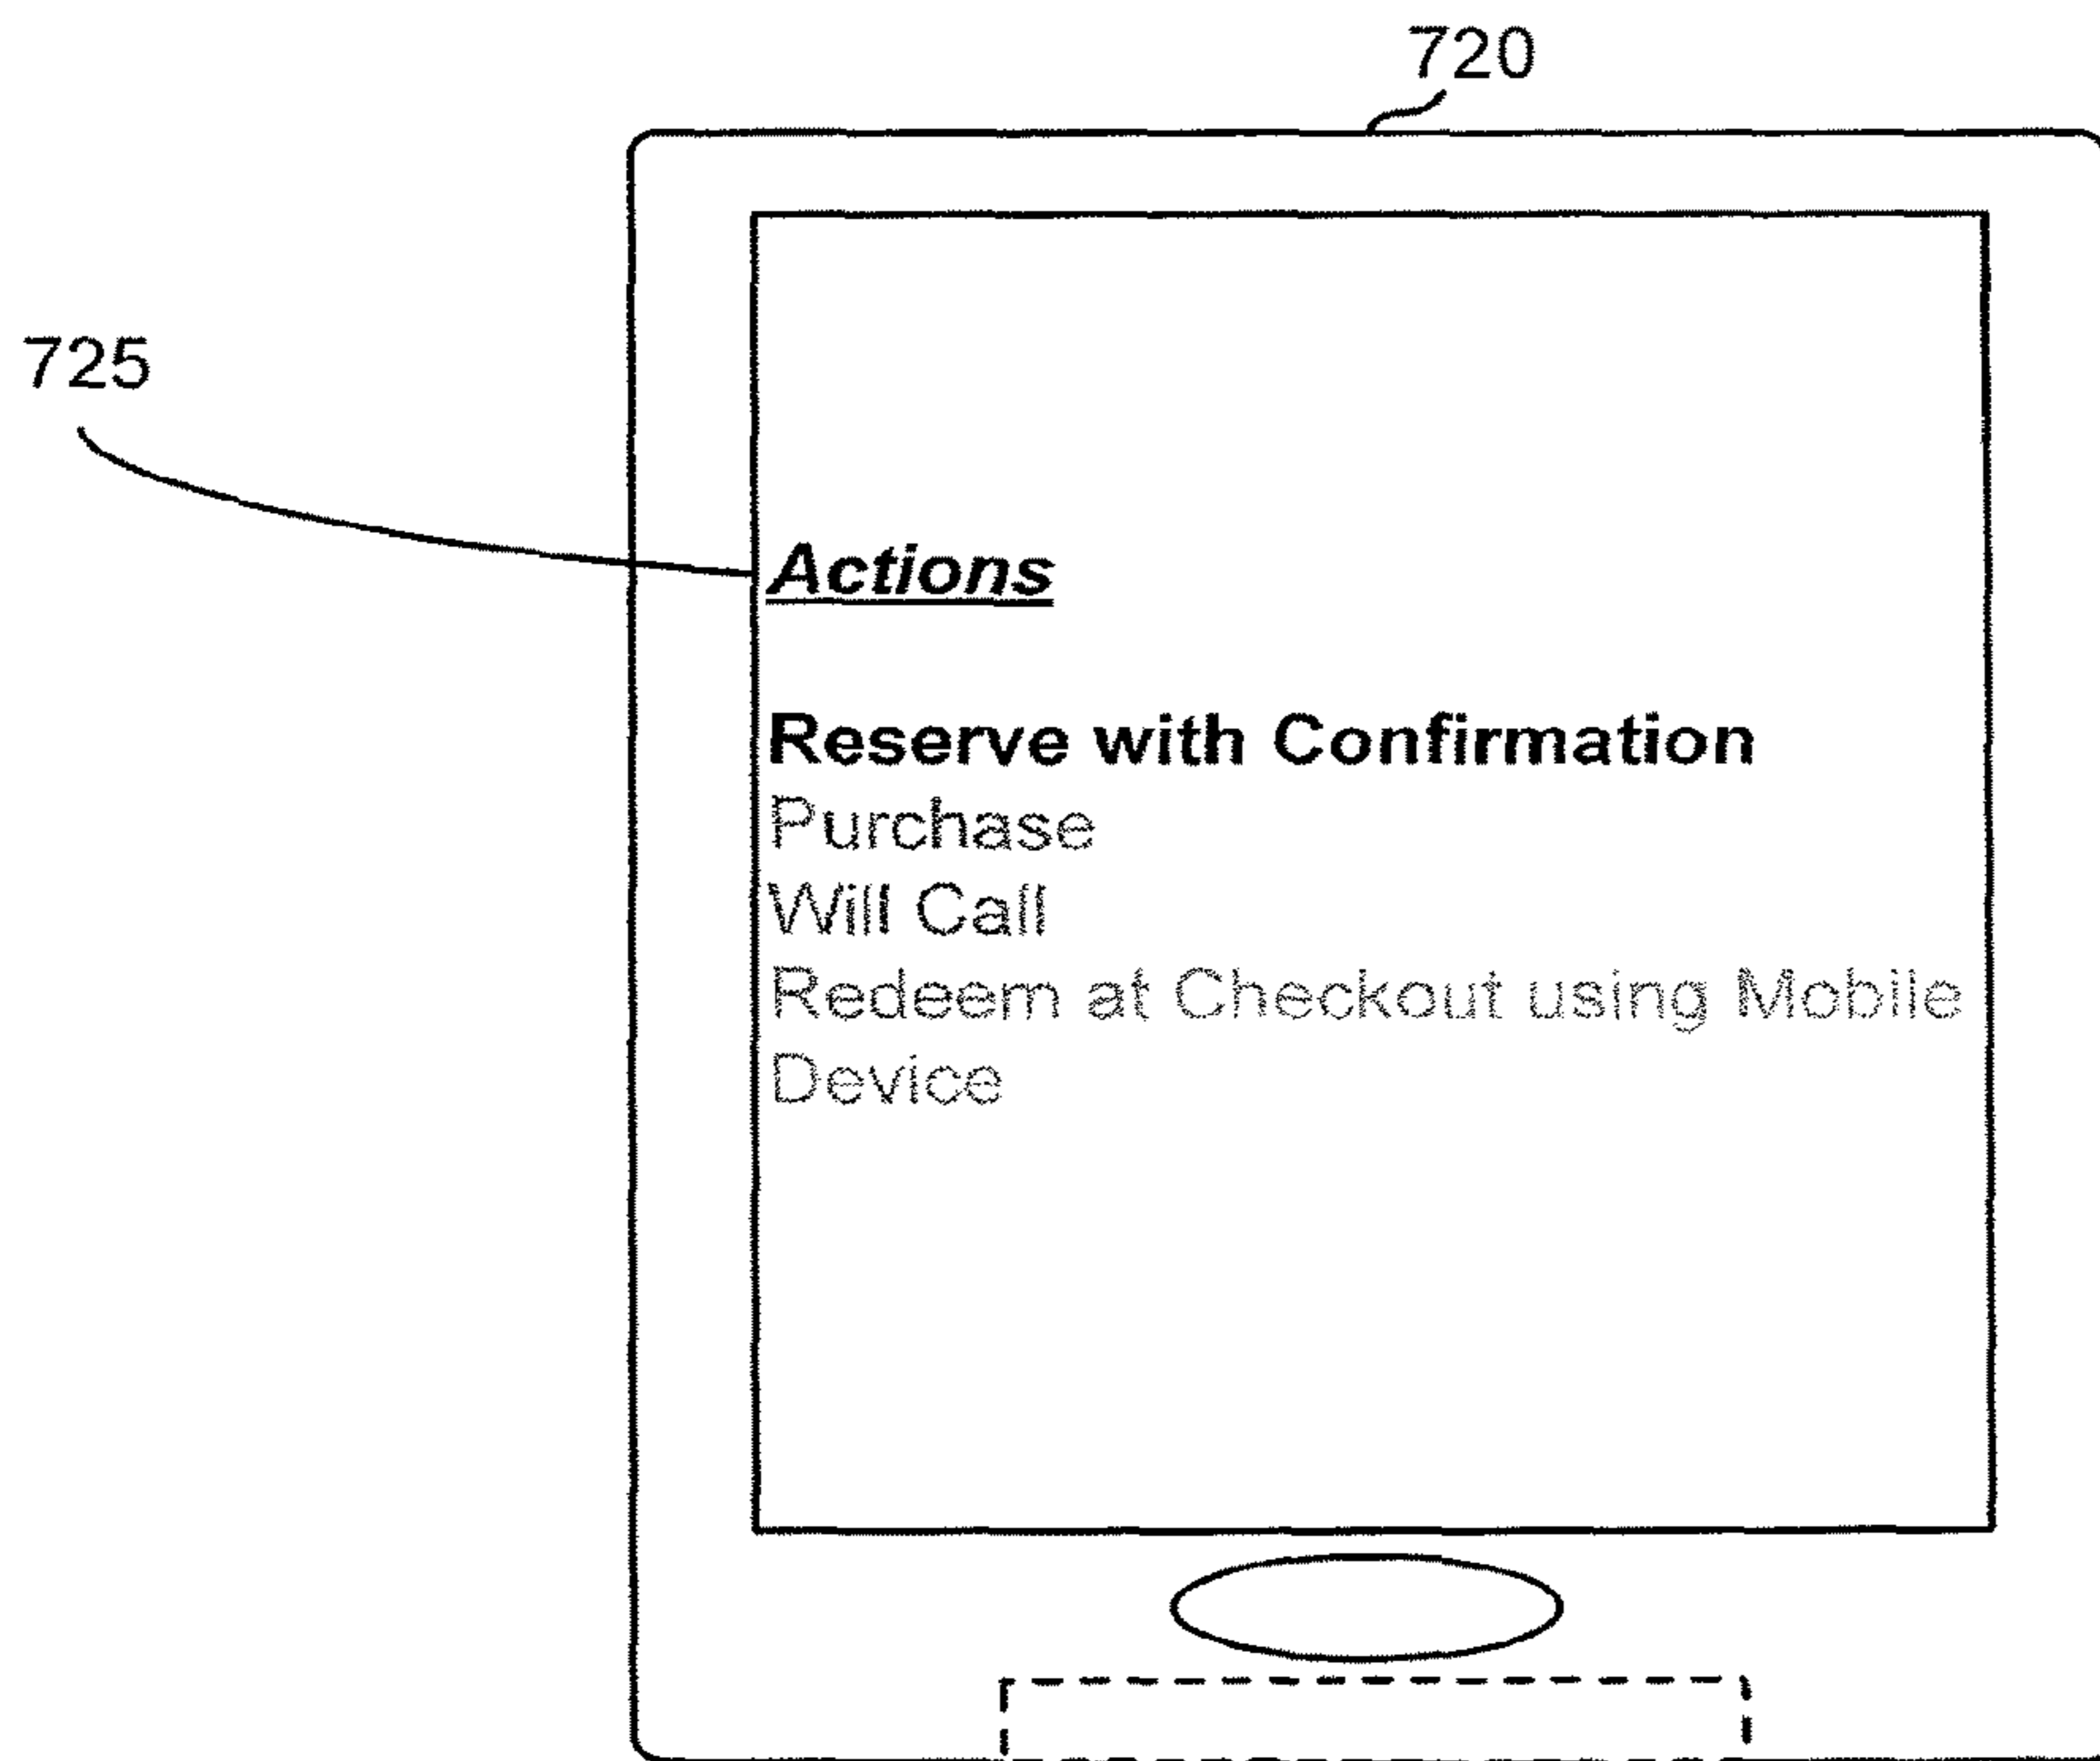 720
725
Actions
Reserve with Confirmation
Purchase
Will Call
Redeem at Checkout using Mobile
Device